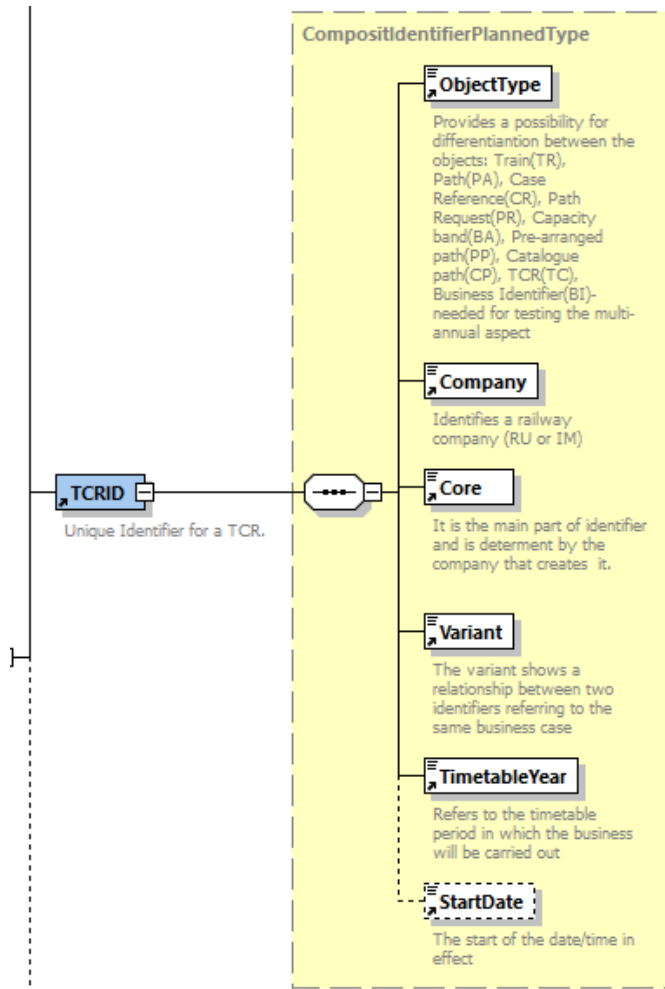 CompositIdentifierPlannedType
ObjectType
Provides a possibility for
differentiantion between the
objects: Train(TR),
Path(PA), Case
Reference(CR), Path
Request(PR), Capacity
band(BA), Pre-arranged
path(PP), Catalogue
path(CP), TCR(TC),
Business Identifier(BI)-
needed for testing the multi-
annual aspect
Company
Identifies a railway
company (RU or IM)
TCRID
Unique Identifier for a TCR.
Core
It is the main part of identifier
and is determent by the
company that creates  it.
Variant
The variant shows a
relationship between two
identifiers referring to the
same business case
TimetableYear
Refers to the timetable
period in which the business
will be carried out
StartDate
The start of the date/time in
effect